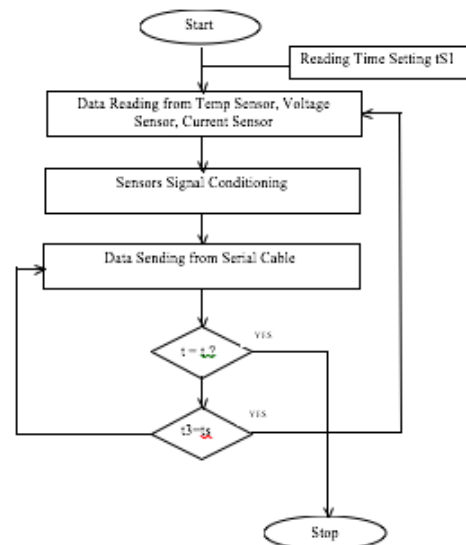 Start
Reading Time Setting tS1
Data Reading from Temp Sensor, Voltage
Sensor, Current Sensor
Sensors Signal Conditioning
Data Sending from Serial Cable
YES
t = t.?
YES
t3=ts
Stop